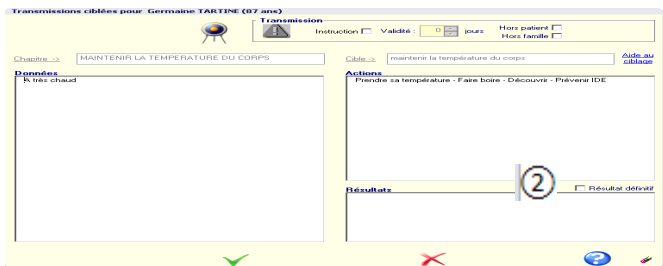 Transmissions ciblées pour Germaine TARTINE (87 ans)
Transmission
Instruction Validité : 0 jours Hors patient
Hors famille
Chapitre -> MAINTENIR LA TEMPERATURE DU CORPS Cible -> maintenir la température du corps Aide au ciblage
Données Actions
A très chaud Prendre sa température - Faire boire - Découvrir - Prévenir IDE
Résultats 2 Résultat définitif
?